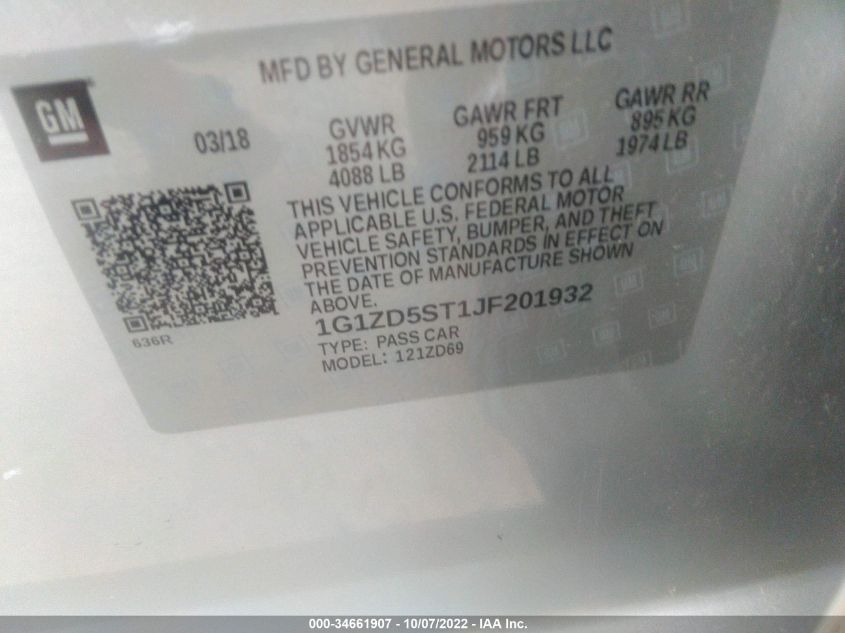 MFD BY GENERAL MOTORS LLC
GM
03/18
GVWR
1854 KG
4088 LB
GAWR FRT
959 KG
2114 LB
GAWR RR
895 KG
1974 LB
THIS VEHICLE CONFORMS TO ALL
APPLICABLE U.S. FEDERAL MOTOR
VEHICLE SAFETY, BUMPER, AND THEFT
PREVENTION STANDARDS IN EFFECT ON
THE DATE OF MANUFACTURE SHOWN
ABOVE.
1G1ZD5ST1JF201932
TYPE: PASS CAR
MODEL: 121ZD69
636R
000-34661907 - 10/07/2022 - IAA Inc.